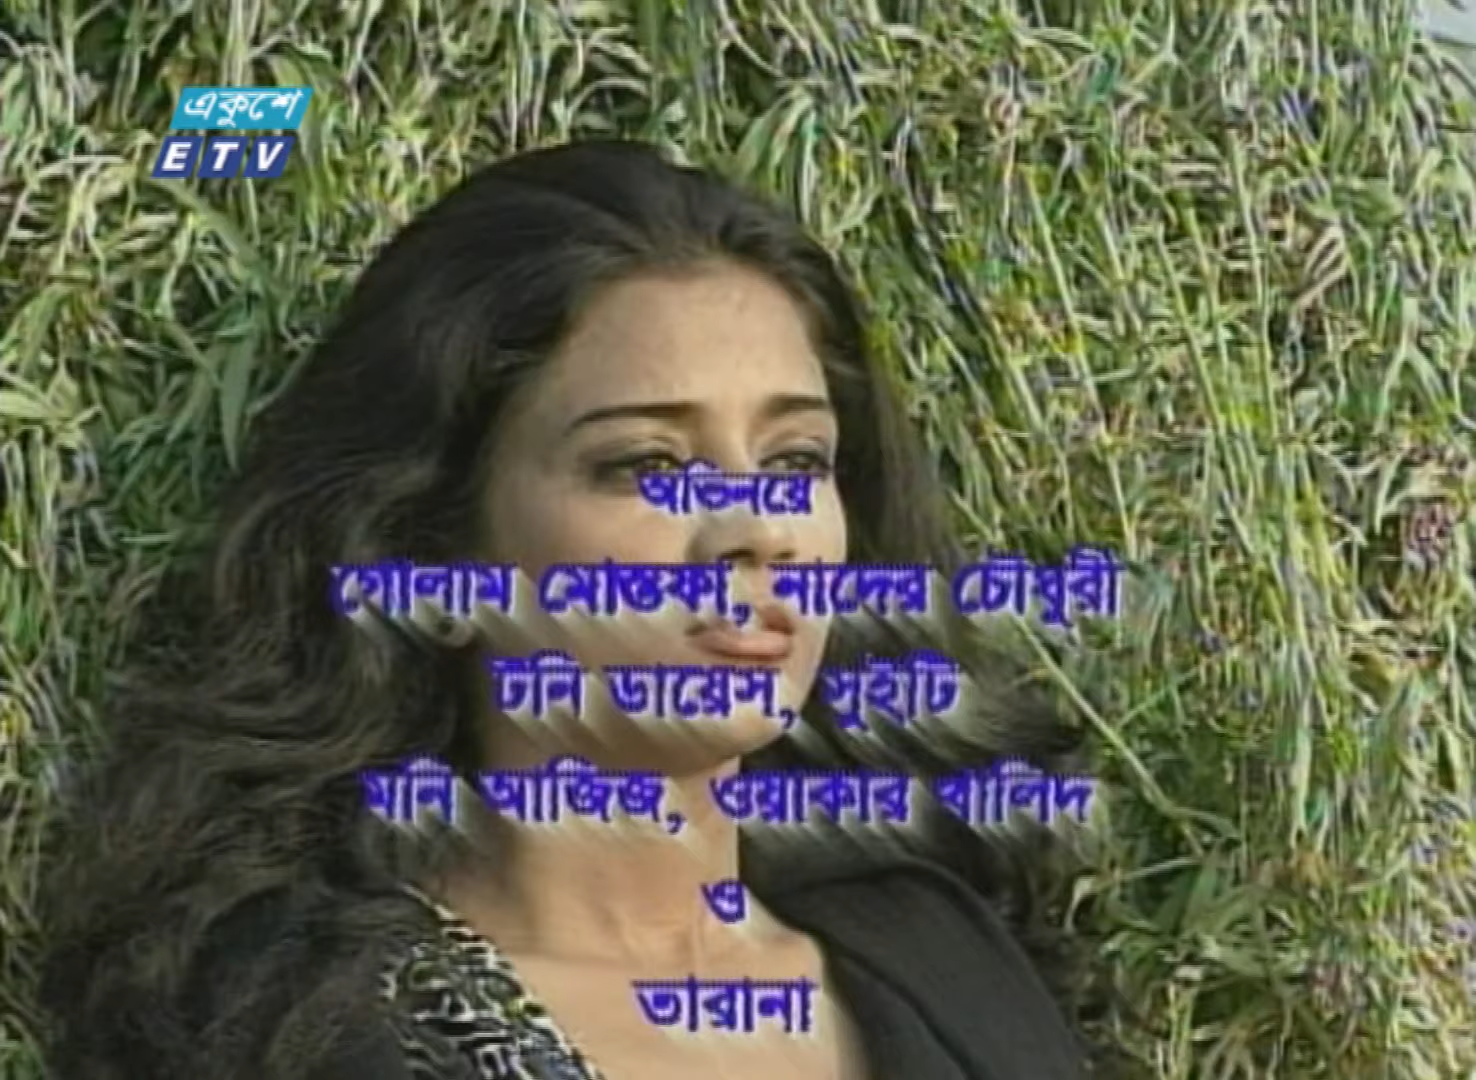 একুশে
ETV
অভিনয়ে
গোলাম মোস্তফা, নাদের চৌধুরী
টনি ডায়েস, সুইটি
মনি আজিজ, ওয়াকার খালিদ
ও
তারানা